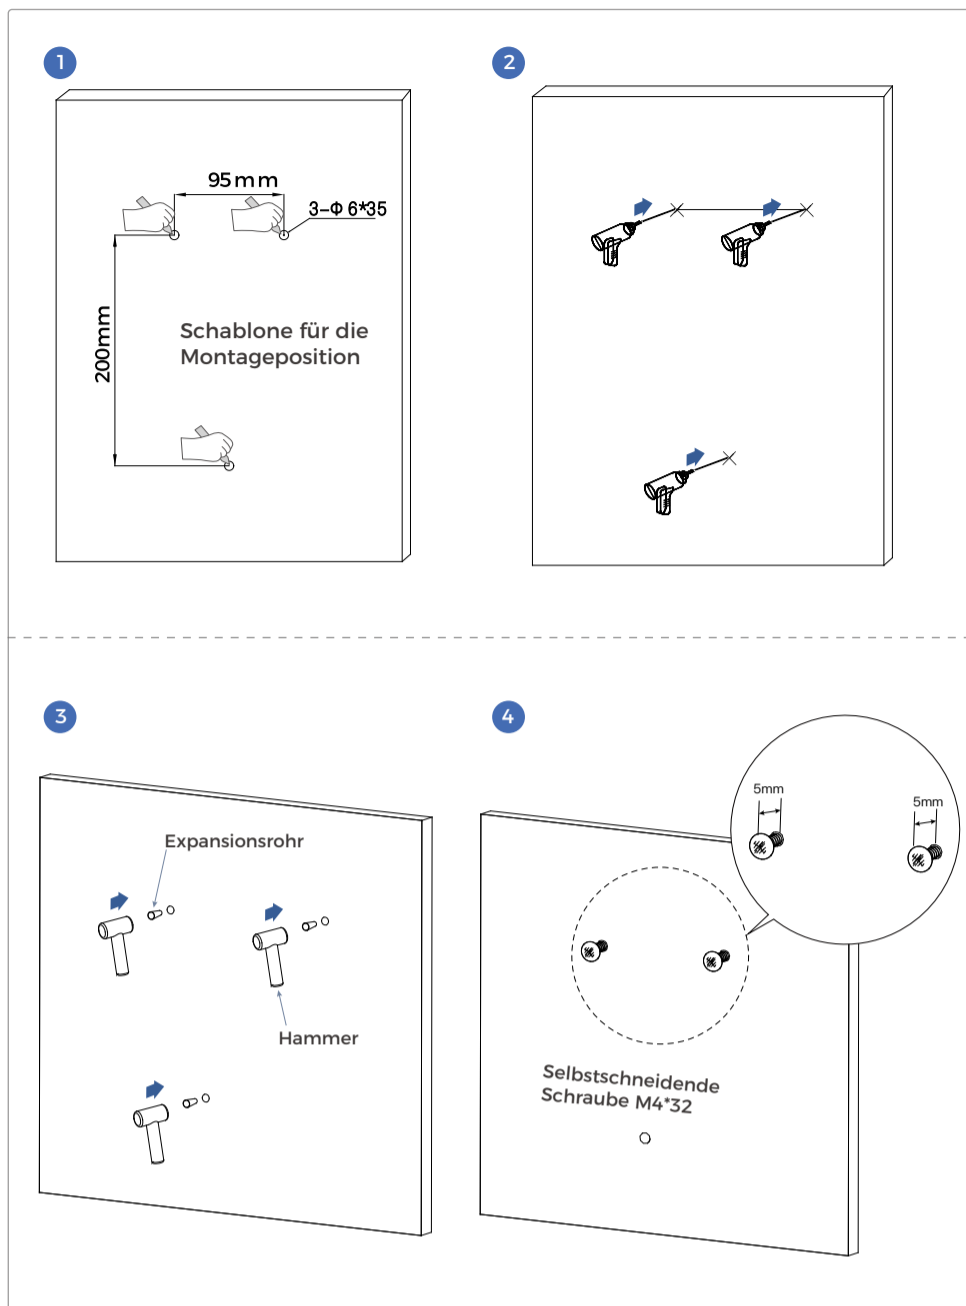 1
2
95mm
3-Φ 6*35
200mm
Schablone für die
Montageposition
3
4
5mm
5mm
Expansionsrohr
Hammer
Selbstschneidende
Schraube M4*32